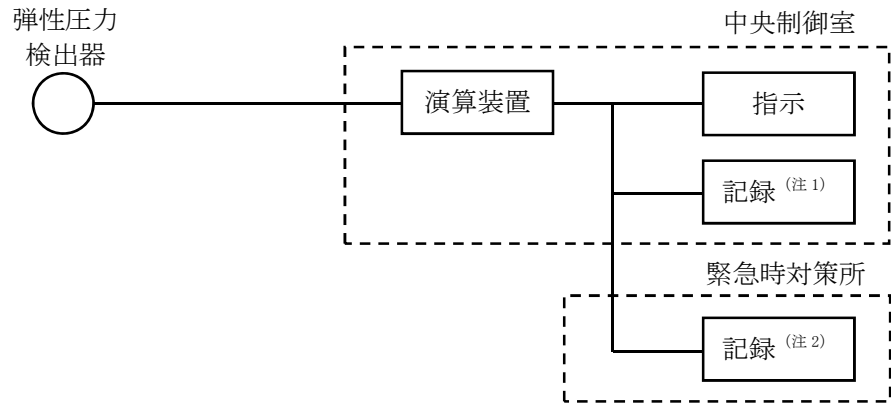 弾性圧力
検出器
中央制御室
演算装置
指示
記録（注1）
緊急時対策所
記録（注2）